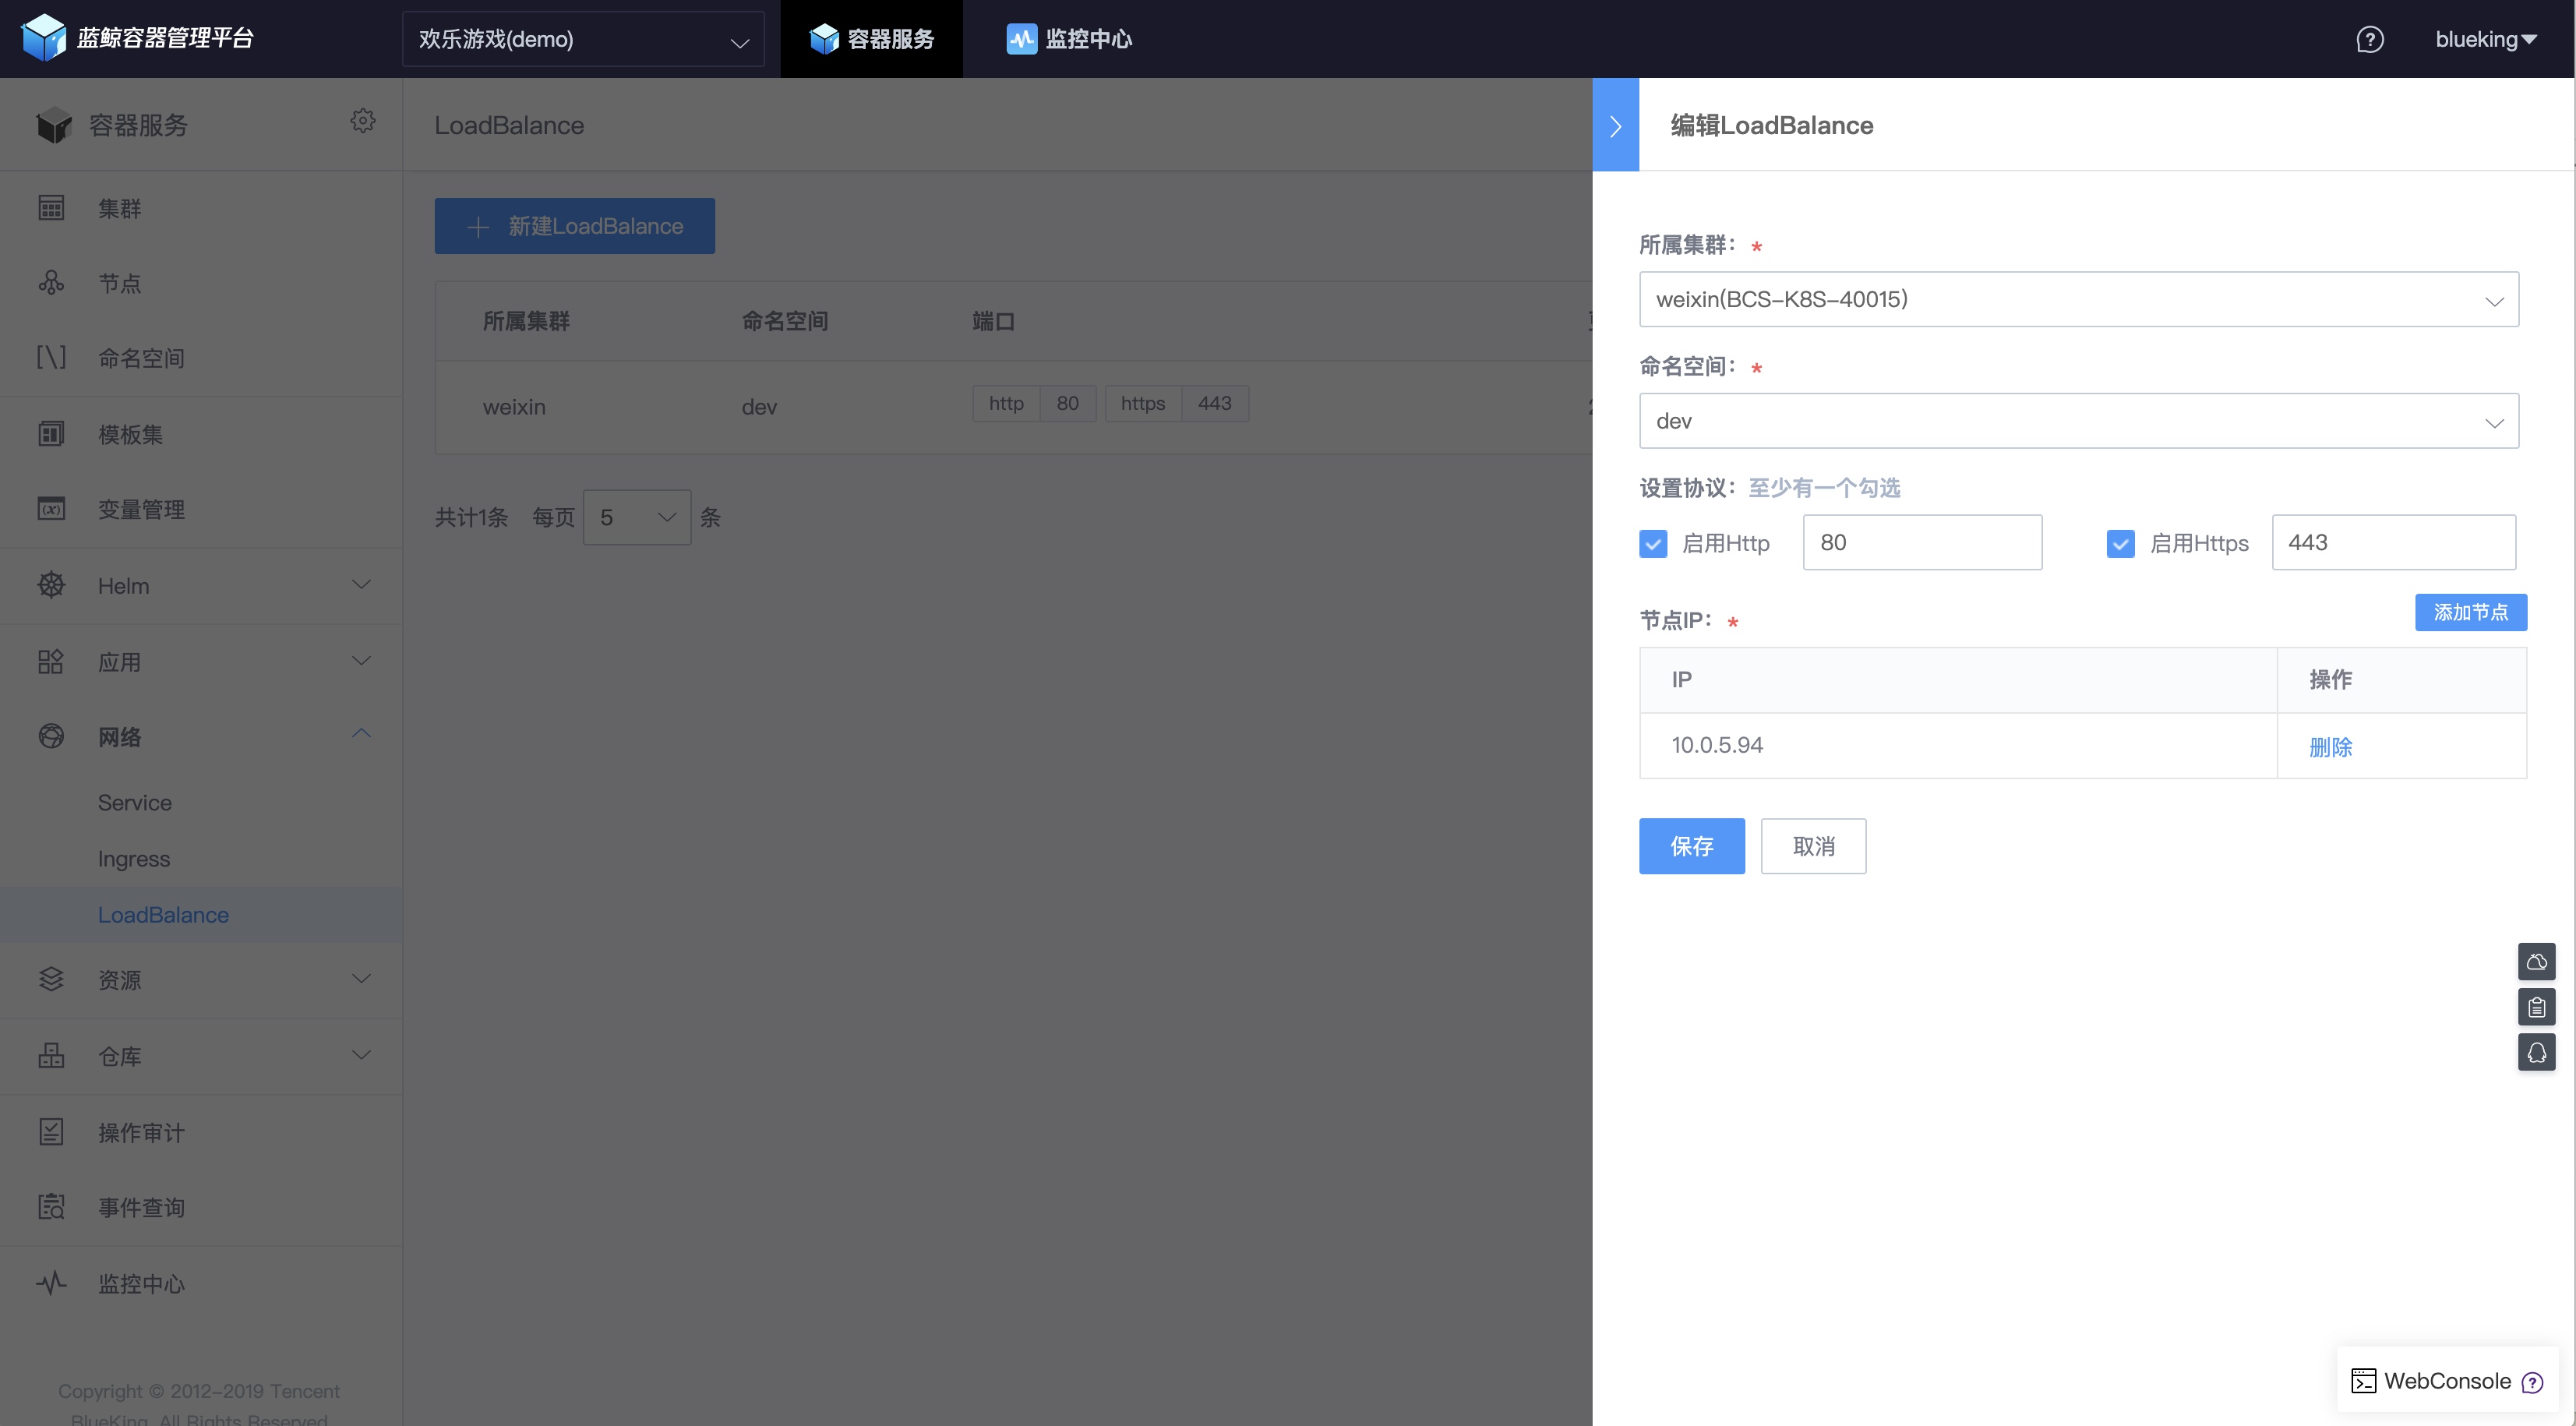 蓝鲸容器管理平台
欢乐游戏(demo)
容器服务
监控中心
blueking
容器服务
集群
节点
命名空间
模板集
变量管理
Helm
应用
网络
Service
Ingress
LoadBalance
资源
仓库
操作审计
事件查询
监控中心
Copyright © 2012-2019 Tencent
BlueKing. All Rights Reserved
LoadBalance
新建LoadBalance
所属集群 命名空间 端口
weixin dev http 80 https 443
共计1条 每页 5 条
编辑LoadBalance
所属集群： *
weixin(BCS-K8S-40015)
命名空间： *
dev
设置协议： 至少有一个勾选
启用Http 80 启用Https 443
节点IP： * 添加节点
IP 操作
10.0.5.94 删除
保存 取消
WebConsole